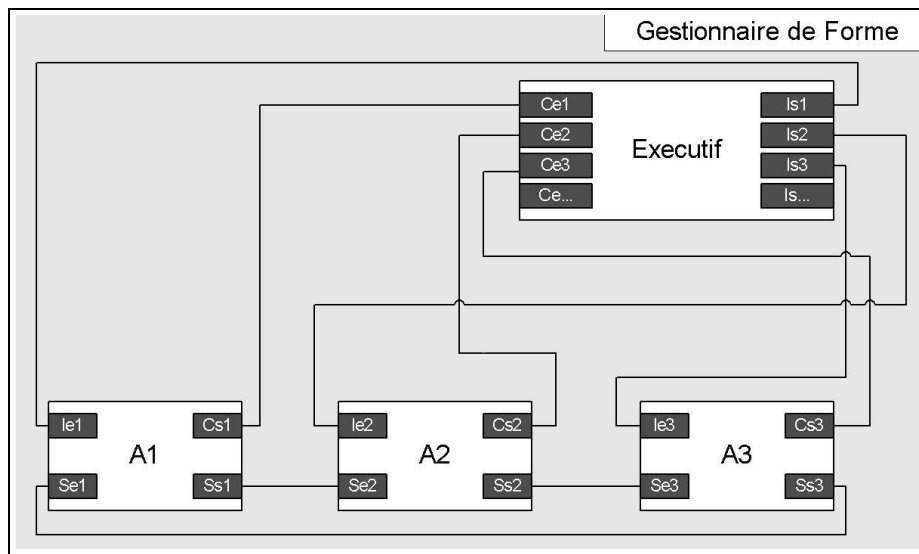 Gestionnaire de Forme
Ce1
Is1
Ce2
Is2
Executif
Ce3
Is3
Ce...
Is...
Ie1
Cs1
A1
Se1
Ss1
Ie2
Cs2
A2
Se2
Ss2
Ie3
Cs3
A3
Se3
Ss3